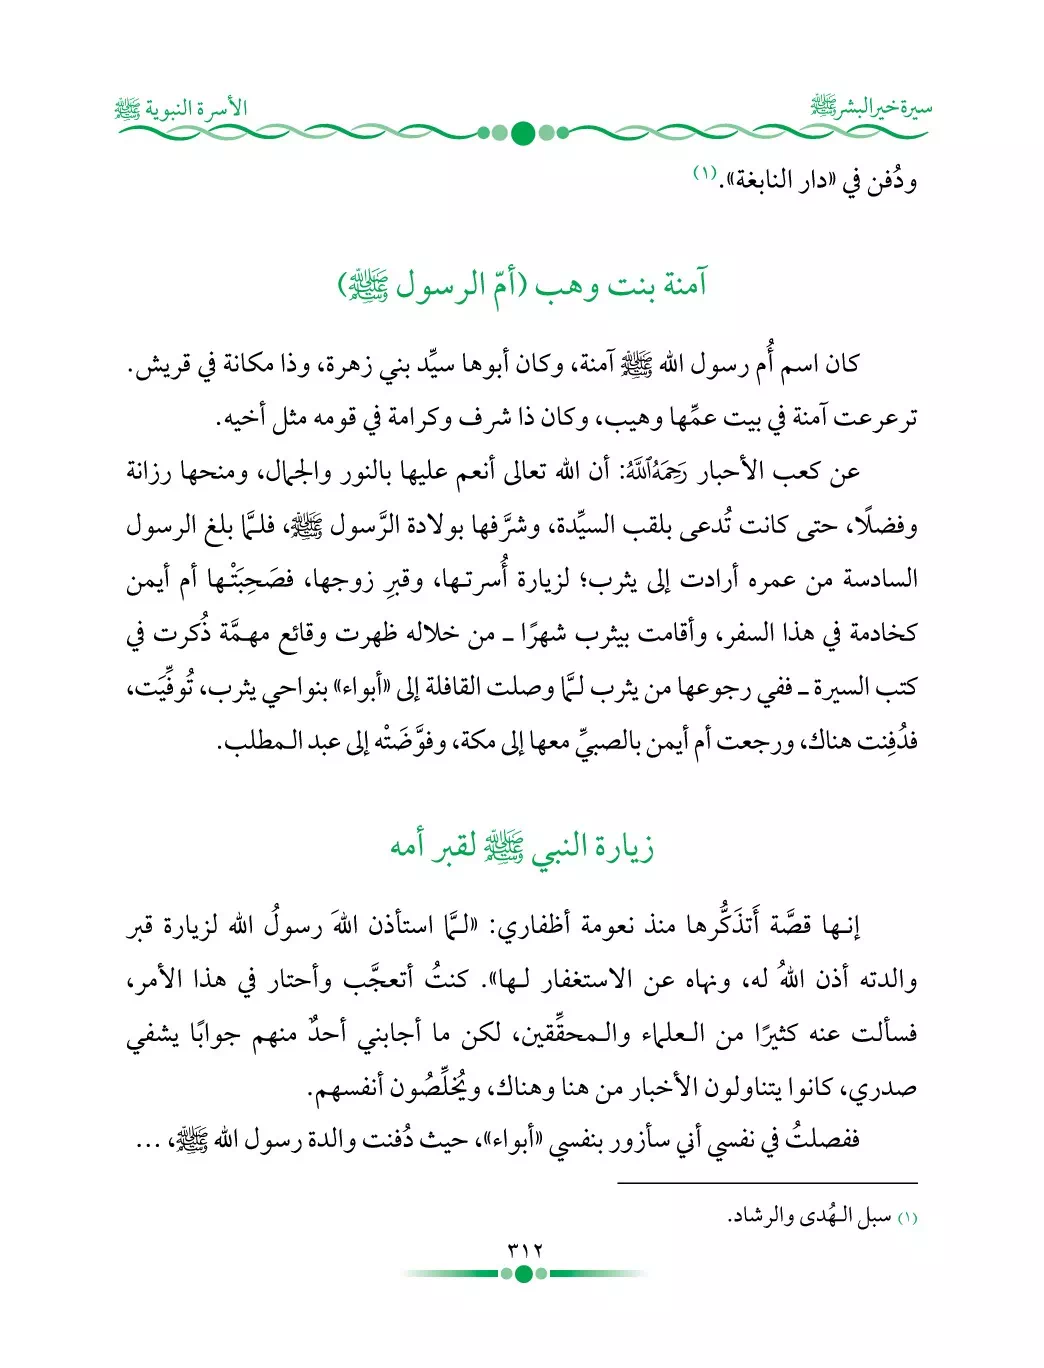 سيرة خير البشر ﷺ
الأسرة النبوية ﷺ
ودُفن في «دار النابغة».(١)
آمنة بنت وهب (أمّ الرسول ﷺ)
كان اسم أُم رسول الله ﷺ آمنة، وكان أبوها سيِّد بني زهرة، وذا مكانة في قريش.
ترعرعت آمنة في بيت عمِّها وهيب، وكان ذا شرف وكرامة في قومه مثل أخيه.
عن كعب الأحبار رَحِمَهُ ٱللَّهُ: أن الله تعالى أنعم عليها بالنور والجمال، ومنحها رزانة
وفضلًا، حتى كانت تُدعى بلقب السيِّدة، وشرَّفها بولادة الرَّسول ﷺ، فلـمَّا بلغ الرسول
السادسة من عمره أرادت إلى يثرب؛ لزيارة أُسرتـها، وقبرِ زوجها، فصَحِبَتْـها أم أيمن
كخادمة في هذا السفر، وأقامت بيثرب شهرًا ـ من خلاله ظهرت وقائع مهمَّة ذُكرت في
كتب السيرة ـ ففي رجوعها من يثرب لـمَّا وصلت القافلة إلى «أبواء» بنواحي يثرب، تُوفِّيَت،
فدُفِنت هناك، ورجعت أم أيمن بالصبيِّ معها إلى مكة، وفوَّضَتْه إلى عبد الـمطلب.
زيارة النبي ﷺ لقبر أمه
إنـها قصَّة أَتذَكُّرها منذ نعومة أظفاري: «لـمَّا استأذن اللهَ رسولُ الله لزيارة قبر
والدته أذن اللهُ له، ونهاه عن الاستغفار لـها». كنتُ أتعجَّب وأحتار في هذا الأمر،
فسألت عنه كثيرًا من الـعلماء والـمحقِّقين، لكن ما أجابني أحدٌ منهم جوابًا يشفي
صدري، كانوا يتناولون الأخبار من هنا وهناك، ويُخلِّصُون أنفسهم.
ففصلتُ في نفسي أني سأزور بنفسي «أبواء»، حيث دُفنت والدة رسول الله ﷺ، ...
(١) سبل الـهُدى والرشاد.
٣١٢